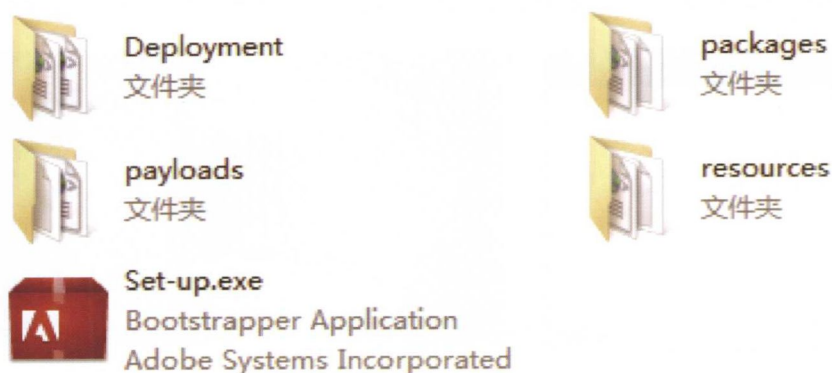 Deployment
文件夹
packages
文件夹
payloads
文件夹
resources
文件夹
Set-up.exe
Bootstrapper Application
Adobe Systems Incorporated